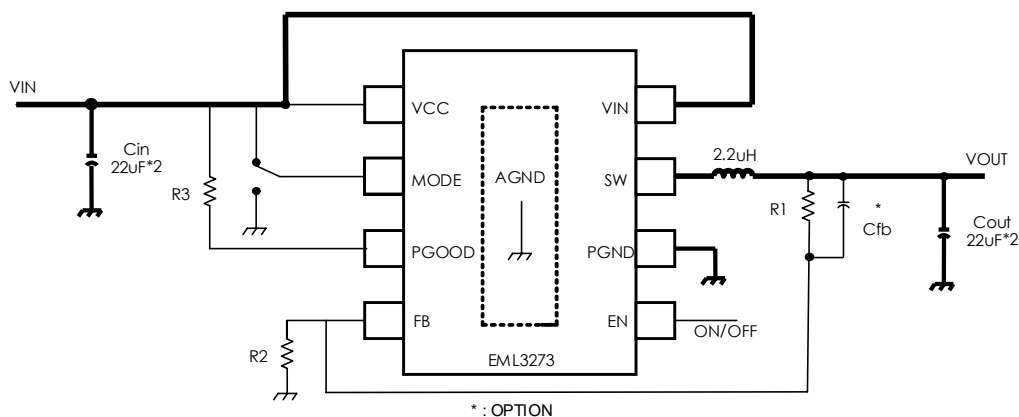 VIN
Cin
22uF*2
R3
VCC
MODE
PGOOD
FB
R2
AGND
VIN
SW
PGND
EN
EML3273
ON/OFF
2.2uH
VOUT
R1
*
Cfb
Cout
22uF*2
* : OPTION